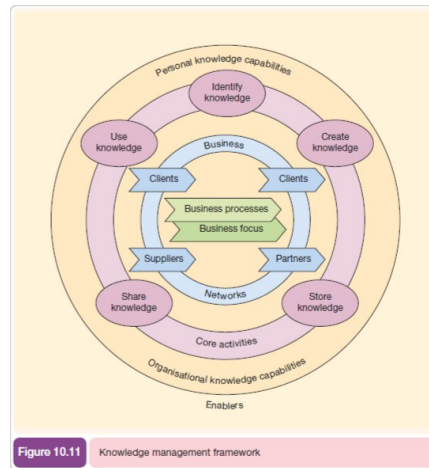 Personal knowledge capabilities
Identify
knowledge
Use
knowledge
Create
knowledge
Business
Clients
Clients
Business processes
Business focus
Suppliers
Partners
Networks
Share
knowledge
Store
knowledge
Core activities
Organisational knowledge capabilities
Enablers
Figure 10.11
Knowledge management framework